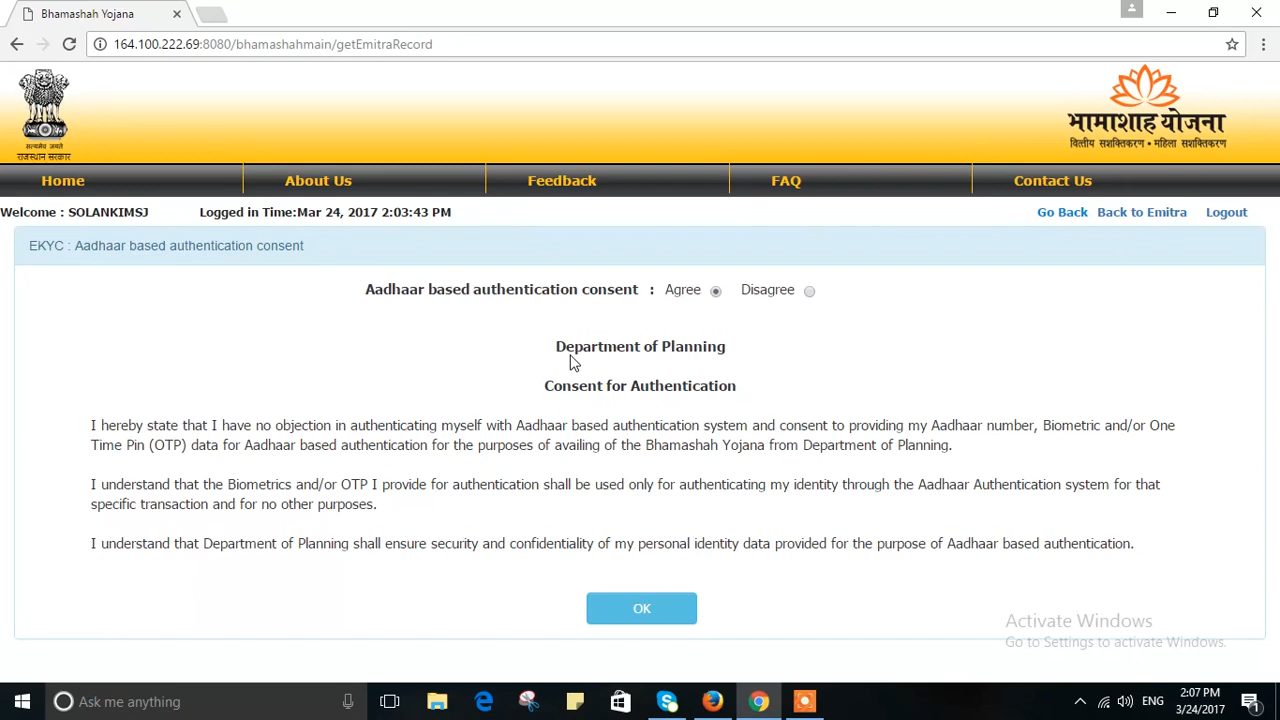 Bhamashah Yojana
164.100.222.69:8080/bhamashahmain/getEmitraRecord
सत्यमेव जयते
राजस्थान सरकार
भामाशाह योजना
वित्तीय सशक्तिकरण • महिला सशक्तिकरण
Home About Us Feedback FAQ Contact Us
Welcome : SOLANKIMSJ Logged in Time:Mar 24, 2017 2:03:43 PM Go Back Back to Emitra Logout
EKYC : Aadhaar based authentication consent
Aadhaar based authentication consent : Agree Disagree
Department of Planning
Consent for Authentication
I hereby state that I have no objection in authenticating myself with Aadhaar based authentication system and consent to providing my Aadhaar number, Biometric and/or One
Time Pin (OTP) data for Aadhaar based authentication for the purposes of availing of the Bhamashah Yojana from Department of Planning.
I understand that the Biometrics and/or OTP I provide for authentication shall be used only for authenticating my identity through the Aadhaar Authentication system for that
specific transaction and for no other purposes.
I understand that Department of Planning shall ensure security and confidentiality of my personal identity data provided for the purpose of Aadhaar based authentication.
OK
Activate Windows
Go to Settings to activate Windows.
Ask me anything
ENG
2:07 PM
3/24/2017
1